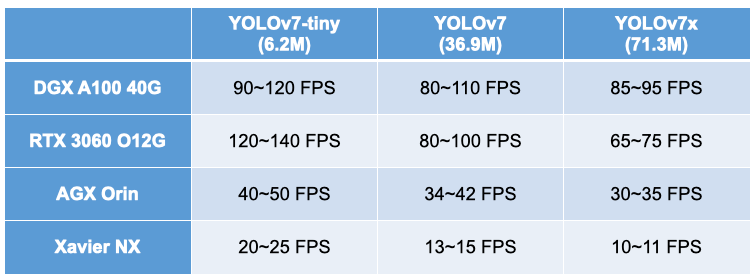 YOLOv7-tiny YOLOv7 YOLOv7x
(6.2M) (36.9M) (71.3M)
DGX A100 40G 90~120 FPS 80~110 FPS 85~95 FPS
RTX 3060 O12G 120~140 FPS 80~100 FPS 65~75 FPS
AGX Orin 40~50 FPS 34~42 FPS 30~35 FPS
Xavier NX 20~25 FPS 13~15 FPS 10~11 FPS